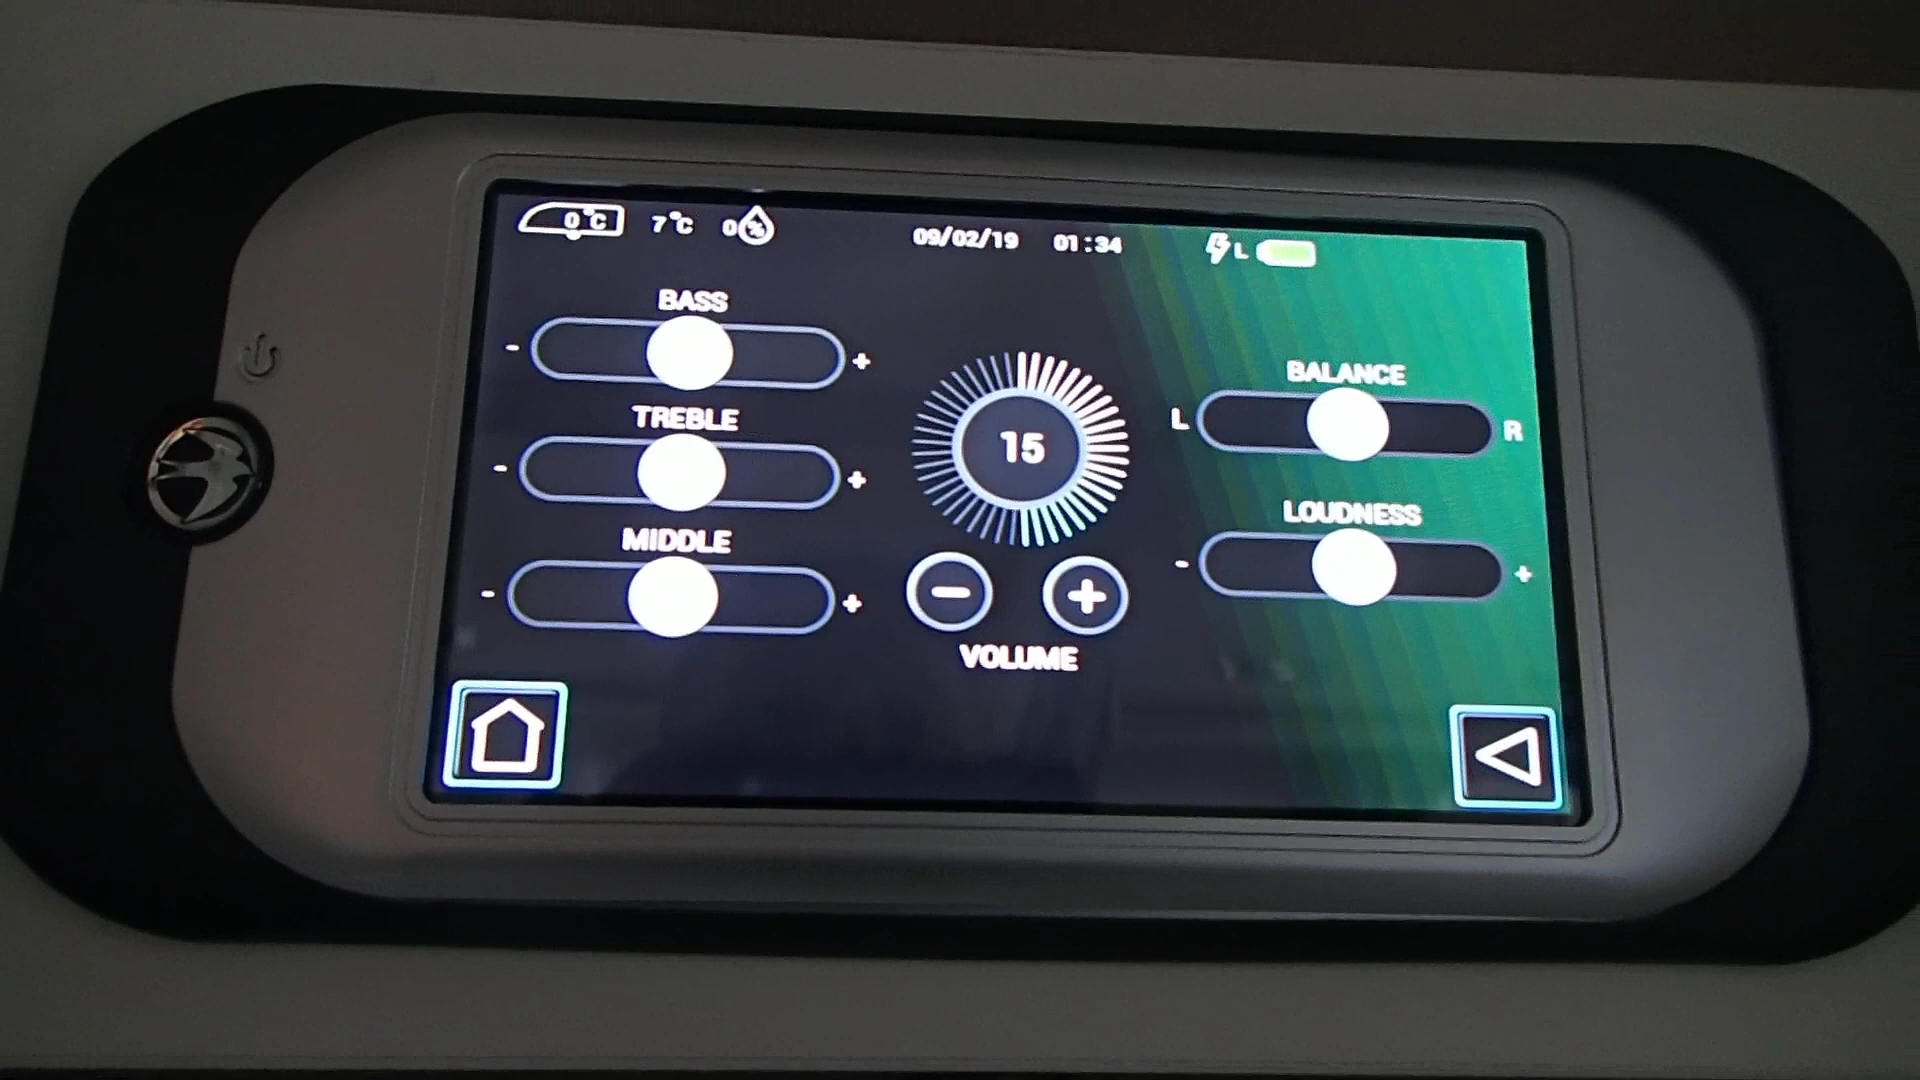 0°C 7°C 0% 09/02/19 01:34 L
BASS
- +
TREBLE
- +
MIDDLE
- +
15
- +
VOLUME
BALANCE
L R
LOUDNESS
- +